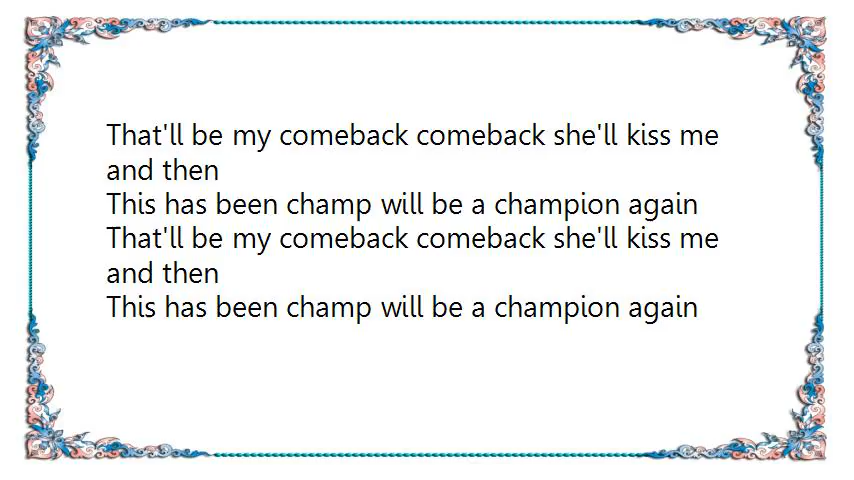 That'll be my comeback comeback she'll kiss me
and then
This has been champ will be a champion again
That'll be my comeback comeback she'll kiss me
and then
This has been champ will be a champion again